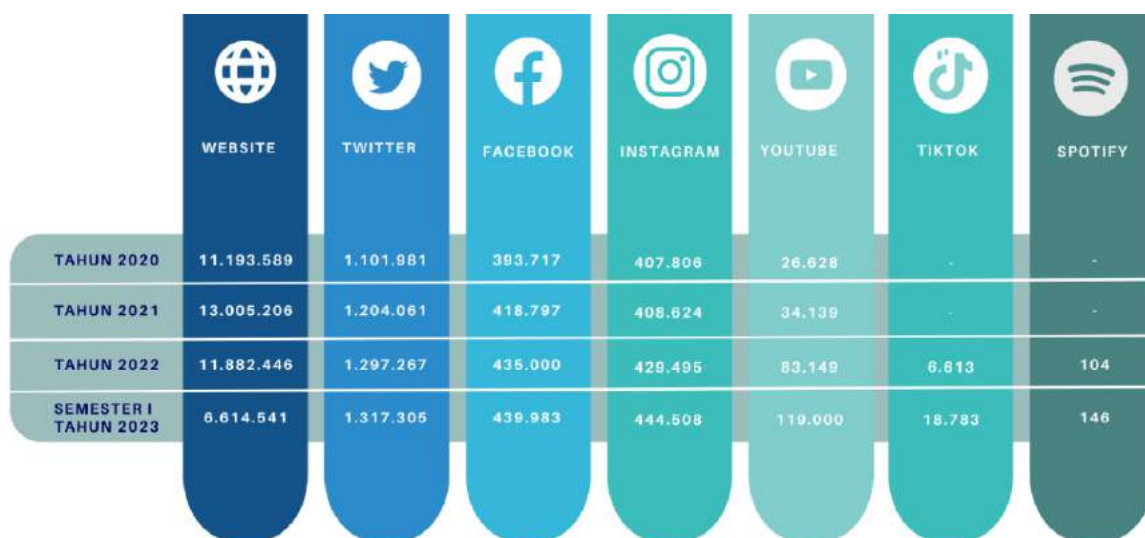 WEBSITE TWITTER FACEBOOK INSTAGRAM YOUTUBE TIKTOK SPOTIFY
TAHUN 2020 11.193.589 1.101.981 393.717 407.806 26.628 - -
TAHUN 2021 13.005.206 1.204.061 418.797 408.624 34.139 - -
TAHUN 2022 11.882.446 1.297.267 435.000 429.495 83.149 6.613 104
SEMESTER I
TAHUN 2023 6.614.541 1.317.305 439.983 444.508 119.000 18.783 146